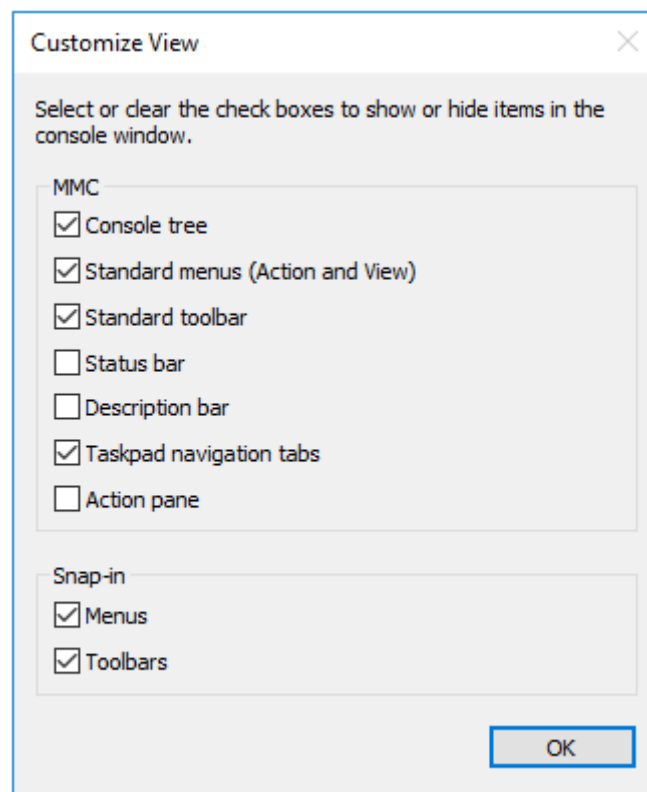 Customize View
Select or clear the check boxes to show or hide items in the
console window.
MMC
Console tree
Standard menus (Action and View)
Standard toolbar
Status bar
Description bar
Taskpad navigation tabs
Action pane
Snap-in
Menus
Toolbars
OK